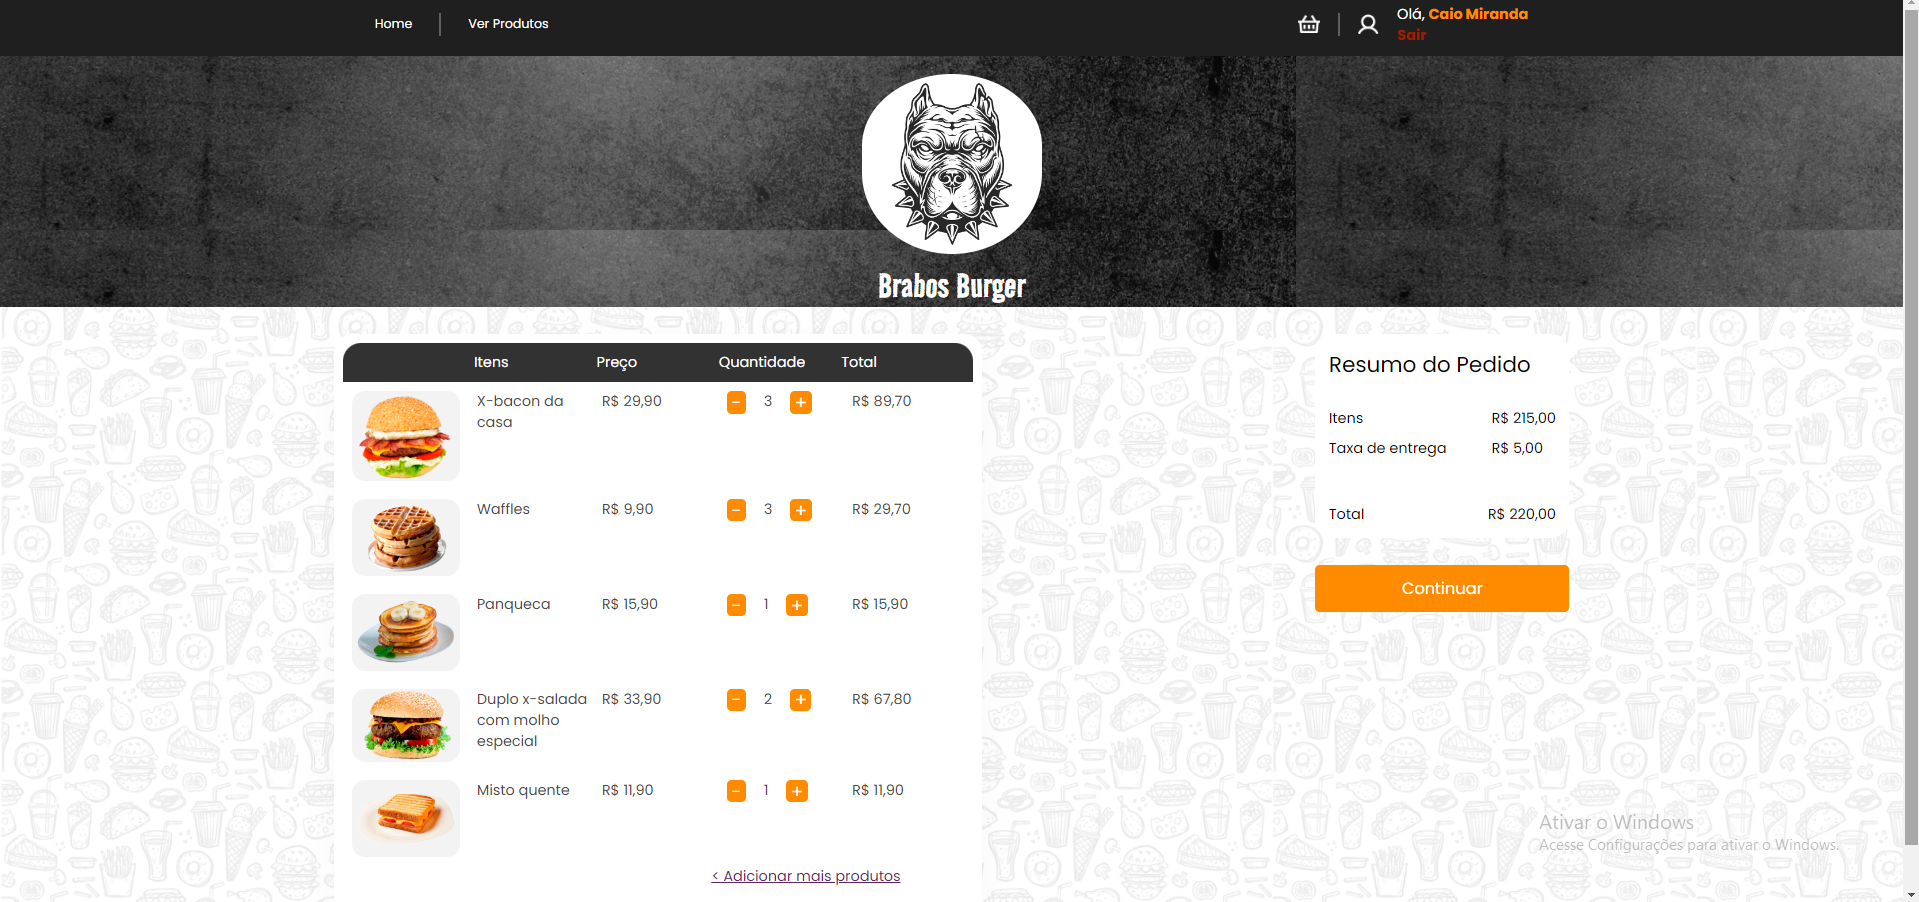 Home
Ver Produtos
Olá, Caio Miranda
Sair
Brabos Burger
Itens Preço Quantidade Total
X-bacon da casa R$ 29,90 − 3 + R$ 89,70
Waffles R$ 9,90 − 3 + R$ 29,70
Panqueca R$ 15,90 − 1 + R$ 15,90
Duplo x-salada com molho especial R$ 33,90 − 2 + R$ 67,80
Misto quente R$ 11,90 − 1 + R$ 11,90
< Adicionar mais produtos
Resumo do Pedido
Itens R$ 215,00
Taxa de entrega R$ 5,00
Total R$ 220,00
Continuar
Ativar o Windows
Acesse Configurações para ativar o Windows.